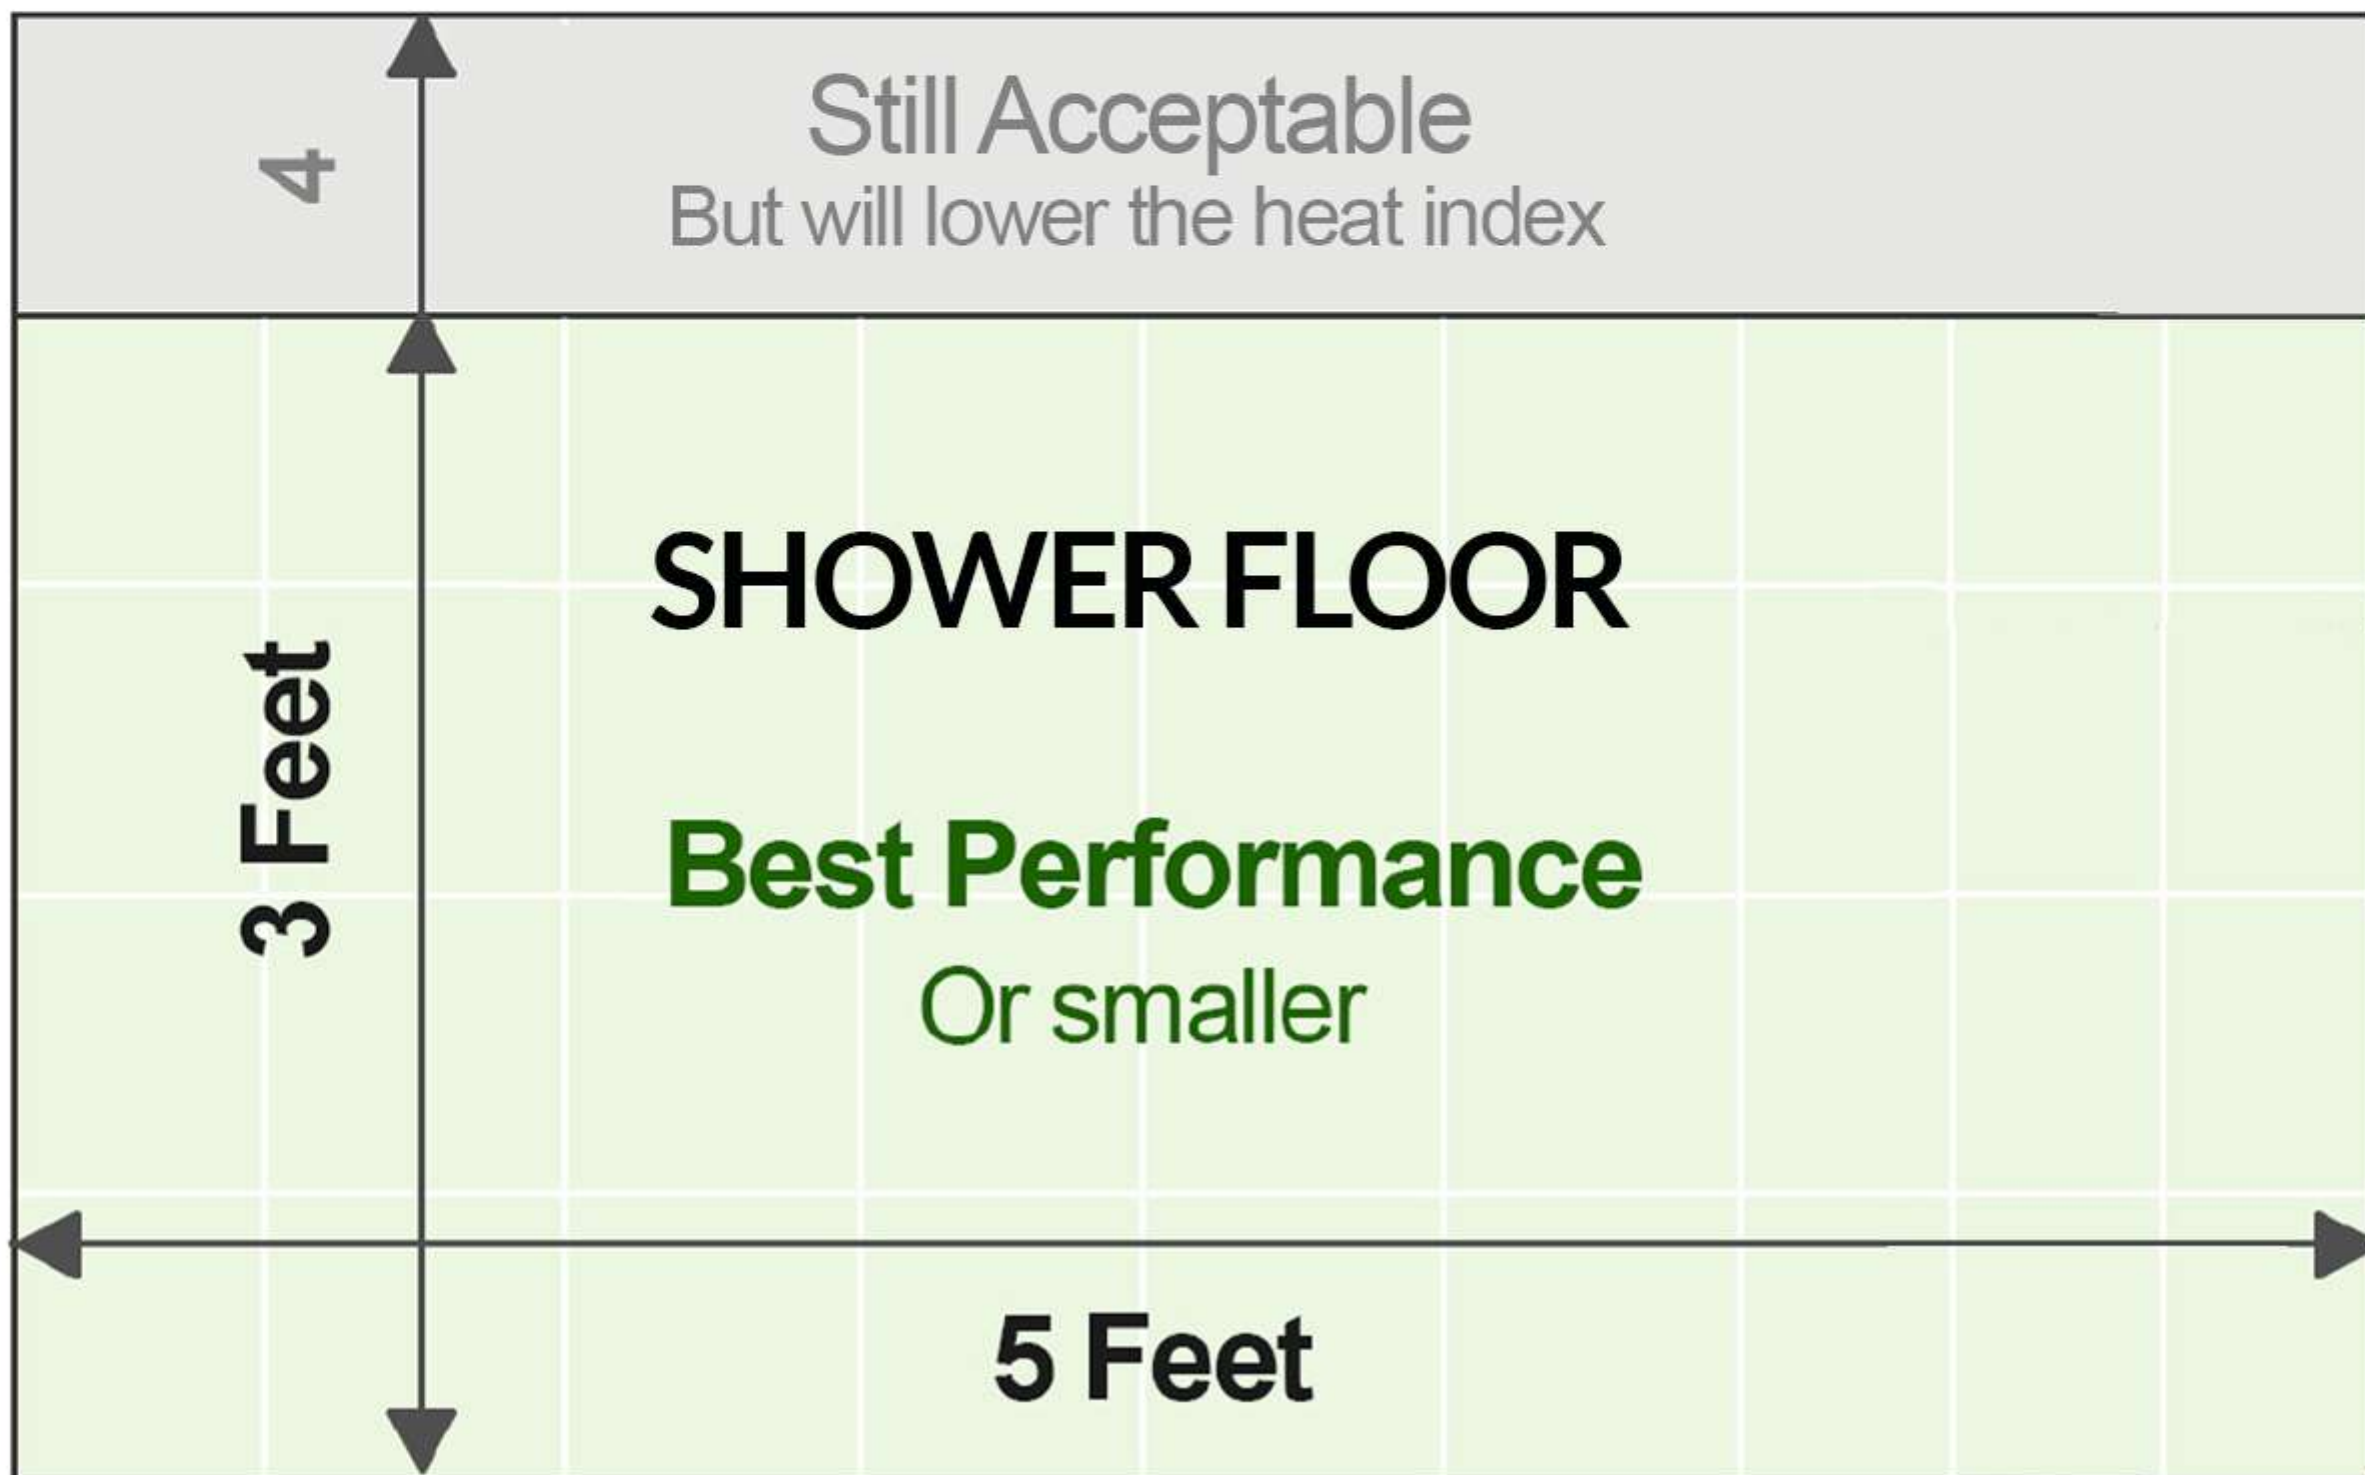 4
Still Acceptable
But will lower the heat index
SHOWER FLOOR
3 Feet
Best Performance
Or smaller
5 Feet